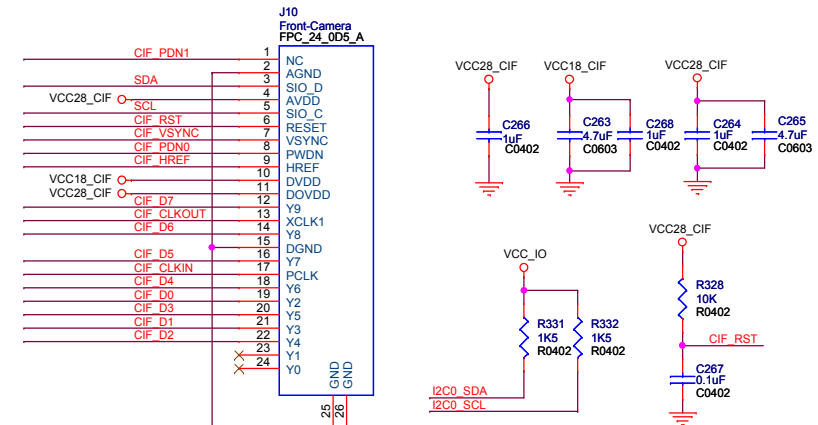 J10
Front-Camera
FPC_24_0D5_A
CIF_PDN1 1 NC
2 AGND
SDA 3 SIO_D
VCC28_CIF 4 AVDD
SCL 5 SIO_C
CIF_RST 6 RESET
CIF_VSYNC 7 VSYNC
CIF_PDN0 8 PWDN
CIF_HREF 9 HREF
VCC18_CIF 10 DVDD
VCC28_CIF 11 DOVDD
CIF_D7 12 Y9
CIF_CLKOUT 13 XCLK1
CIF_D6 14 Y8
15 DGND
CIF_D5 16 Y7
CIF_CLKIN 17 PCLK
CIF_D4 18 Y6
CIF_D0 19 Y2
CIF_D3 20 Y5
CIF_D1 21 Y3
CIF_D2 22 Y4
23 Y1
24 Y0
GND GND
25 26
VCC28_CIF
C266
1uF
C0402
VCC18_CIF
C263
4.7uF
C0603
C268
1uF
C0402
VCC28_CIF
C264
1uF
C0402
C265
4.7uF
C0603
VCC_IO
R331
1K5
R0402
R332
1K5
R0402
I2C0_SDA
I2C0_SCL
VCC28_CIF
R328
10K
R0402
CIF_RST
C267
0.1uF
C0402